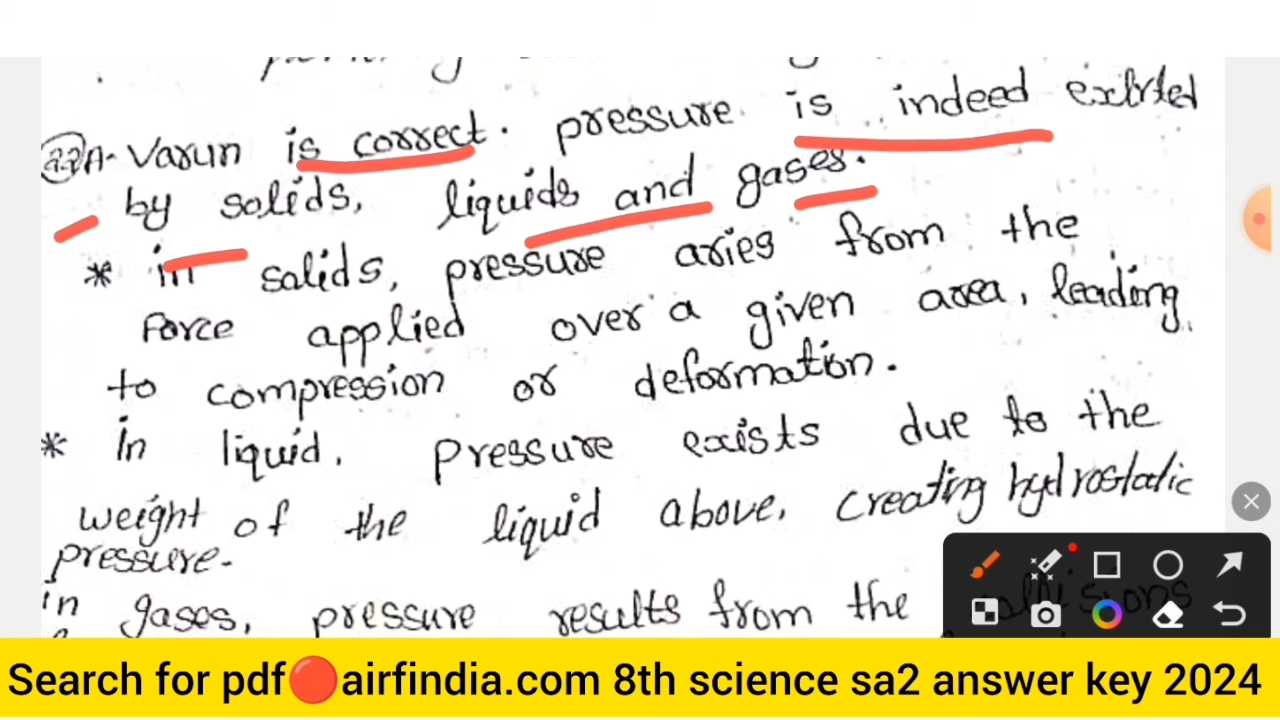 22A. Varun is correct. pressure is indeed exerted
by solids, liquids and gases.
* in solids, pressure aries from the
Force applied over a given area, leading
to compression or deformation.
* In liquid, pressure exists due to the
weight of the liquid above, creating hydrostatic
pressure.
in gases, pressure results from the collisions
Search for pdf🔴airfindia.com 8th science sa2 answer key 2024